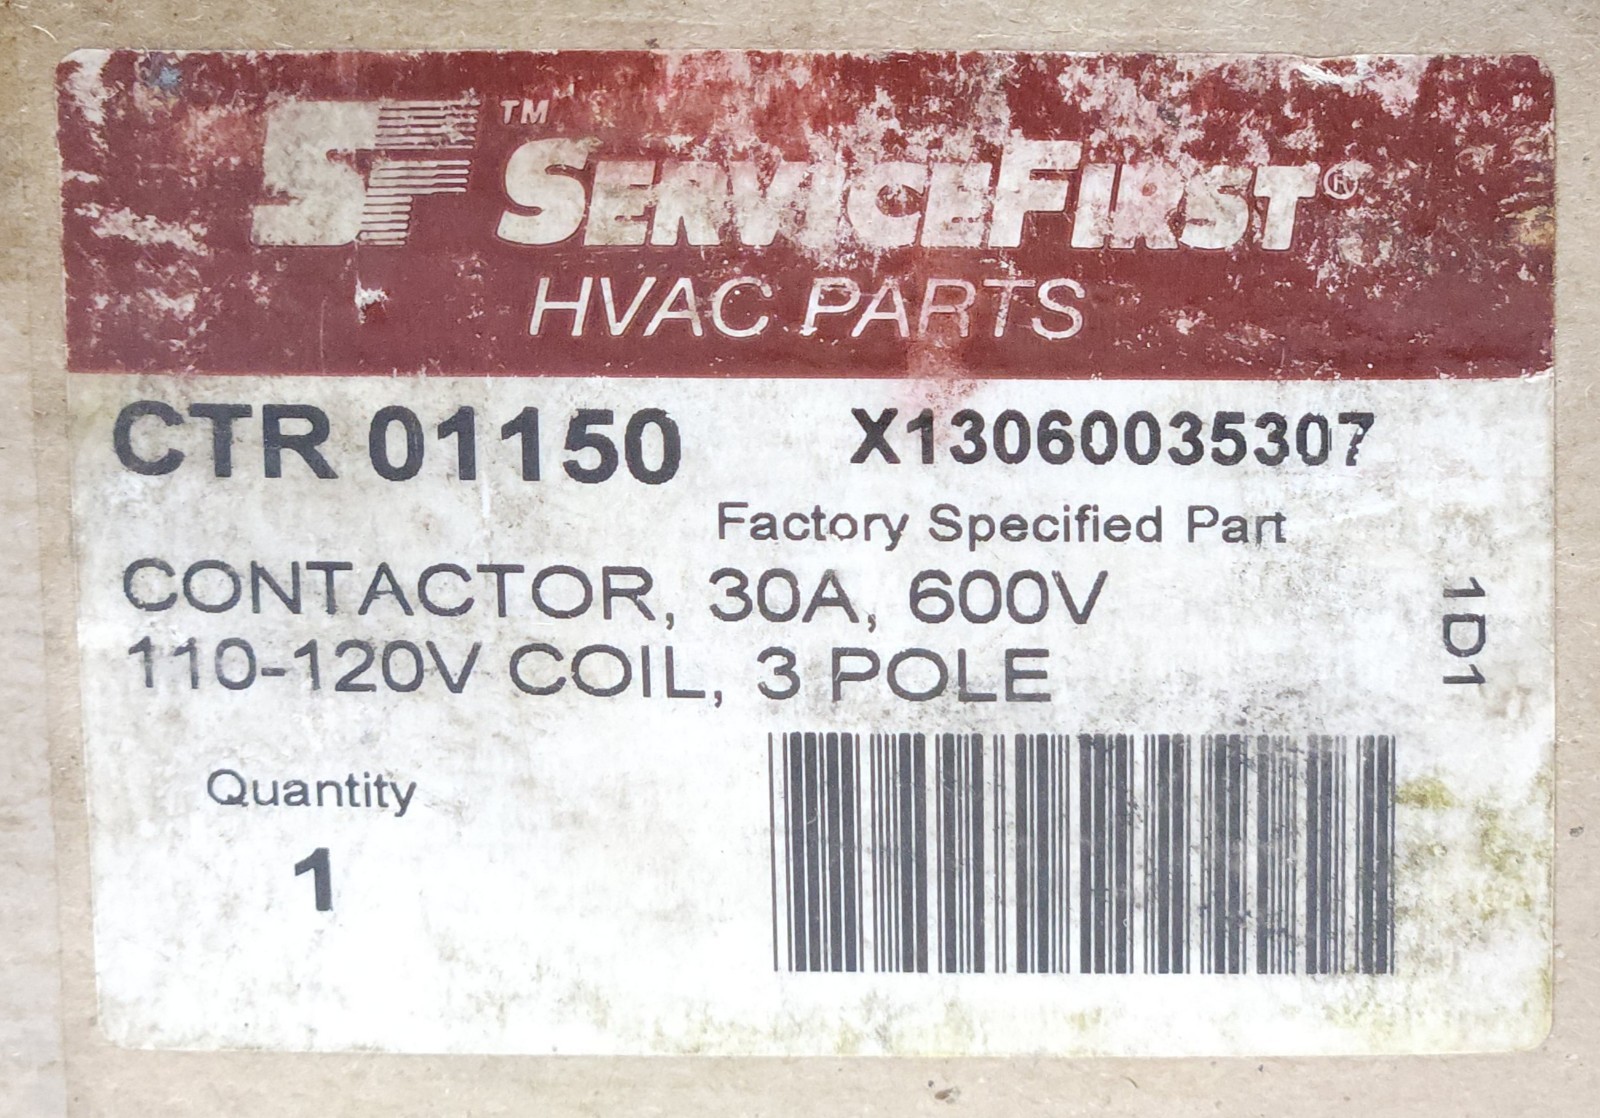 SF™ SERVICEFIRST®
HVAC PARTS
CTR 01150 X13060035307
Factory Specified Part
CONTACTOR, 30A, 600V
110-120V COIL, 3 POLE
1D1
Quantity
1